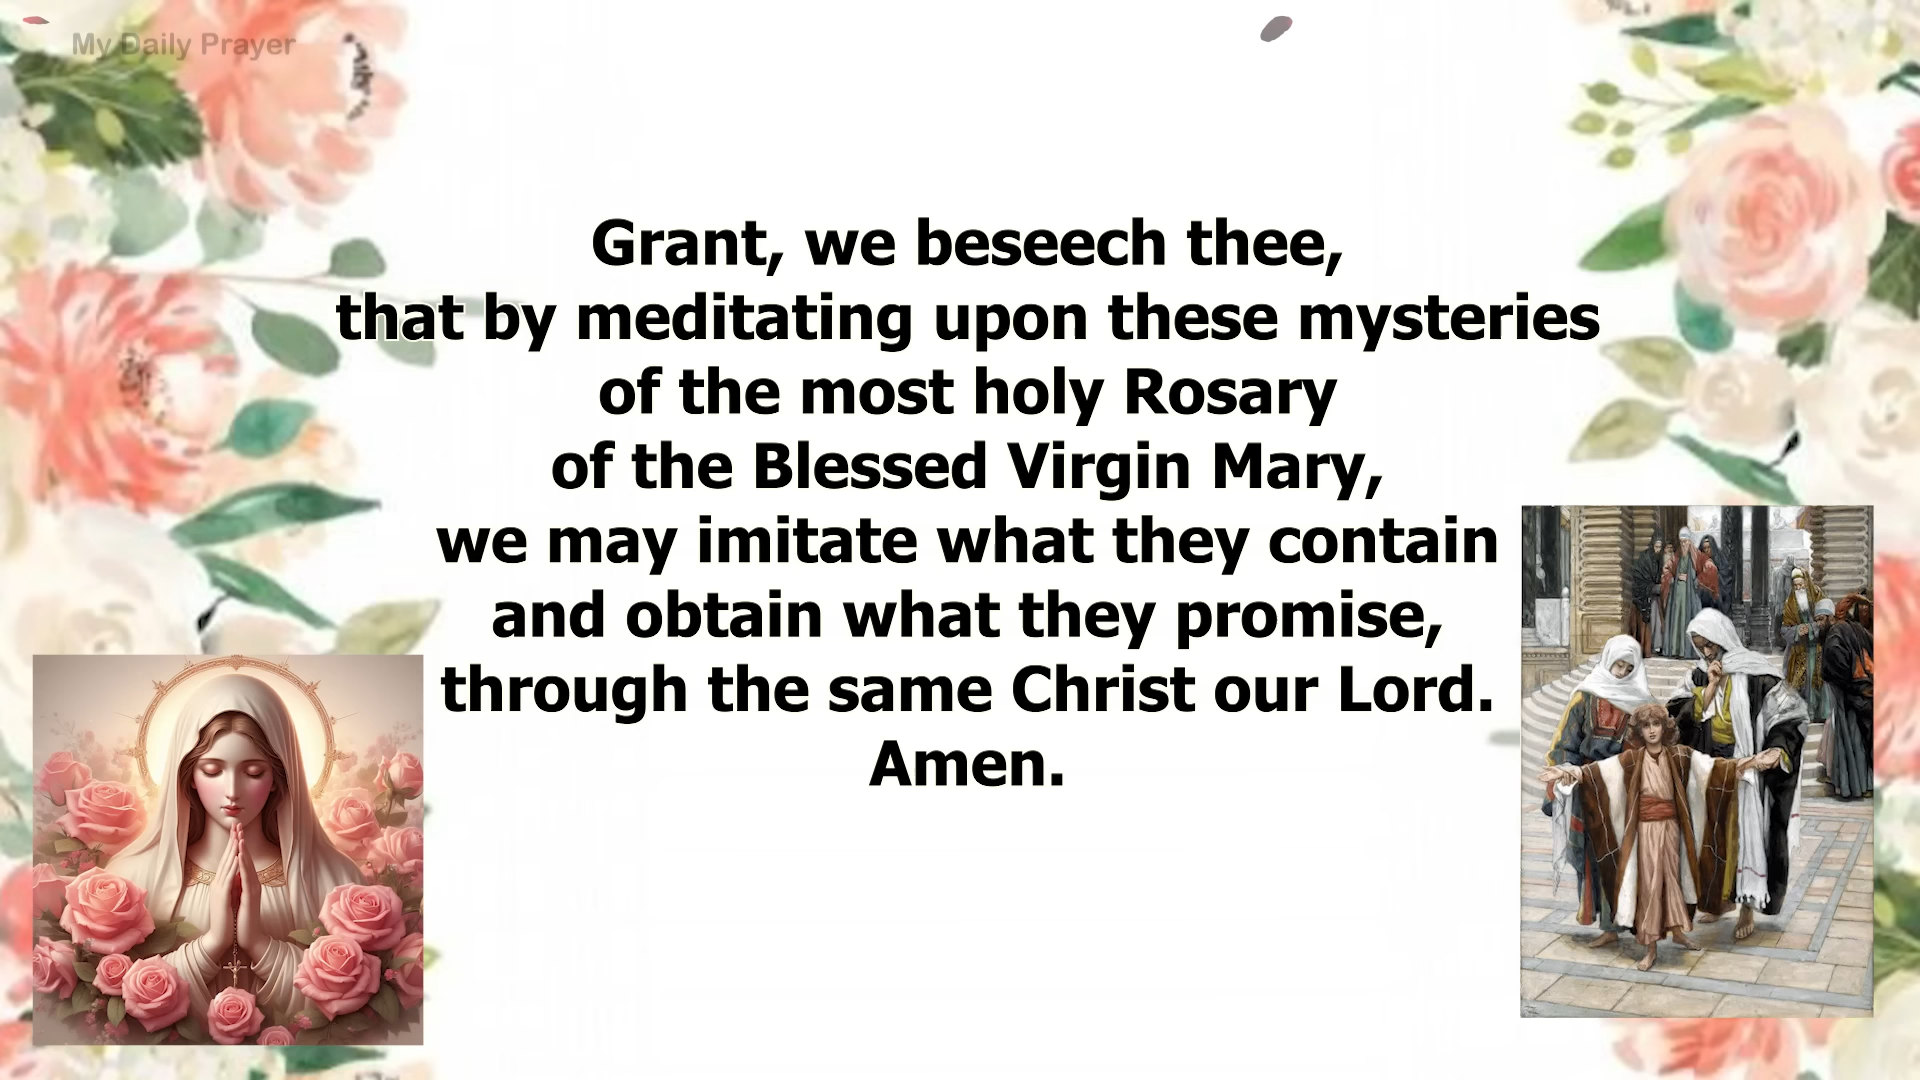 My Daily Prayer
Grant, we beseech thee,
that by meditating upon these mysteries
of the most holy Rosary
of the Blessed Virgin Mary,
we may imitate what they contain
and obtain what they promise,
through the same Christ our Lord.
Amen.